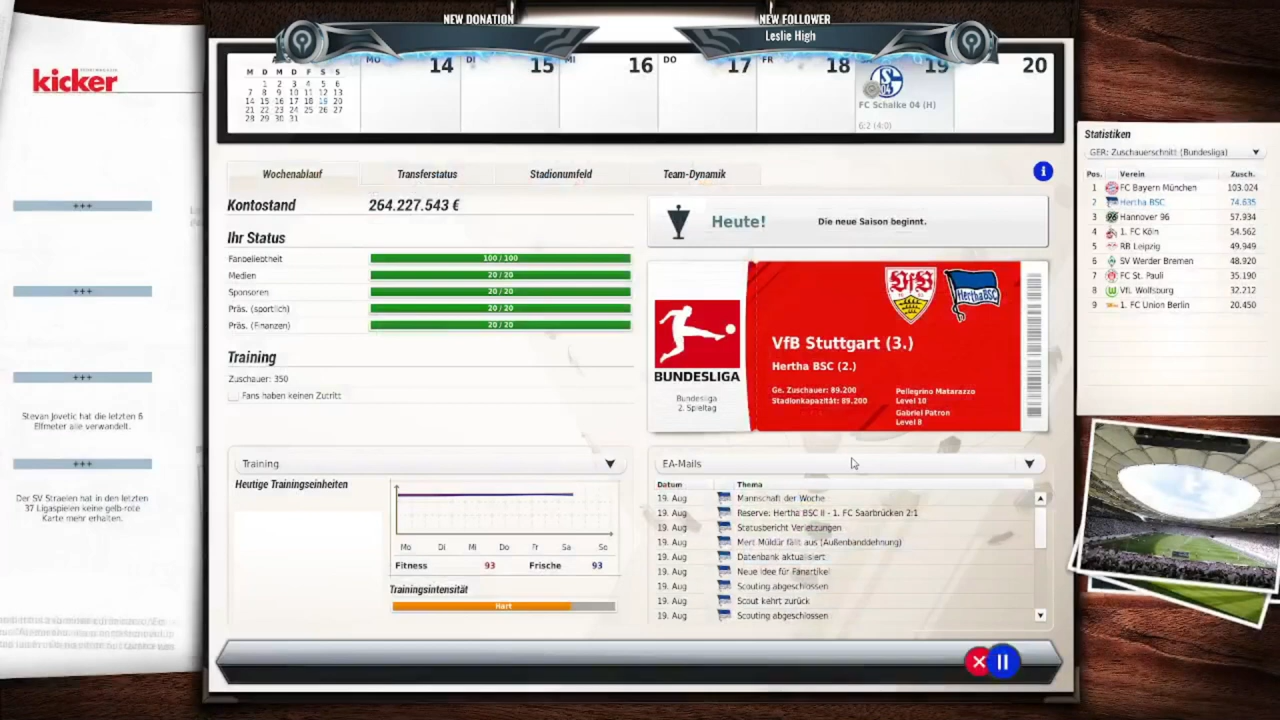 NEW DONATION
NEW FOLLOWER
Leslie High
kicker
M D M D F S S
1 2 3 4 5 6
7 8 9 10 11 12 13
14 15 16 17 18 19 20
21 22 23 24 25 26 27
28 29 30 31
MO 14
DI 15
MI 16
DO 17
FR 18
19
20
FC Schalke 04 (H)
6:2 (4:0)
Wochenablauf
Transferstatus
Stadionumfeld
Team-Dynamik
Kontostand 264.227.543 €
Ihr Status
Fanbeliebtheit 100 / 100
Medien 20 / 20
Sponsoren 20 / 20
Präs. (sportlich) 20 / 20
Präs. (Finanzen) 20 / 20
Training
Zuschauer: 350
Fans haben keinen Zutritt
Heute!
Die neue Saison beginnt.
BUNDESLIGA
Bundesliga
2. Spieltag
VfB Stuttgart (3.)
Hertha BSC (2.)
Ge. Zuschauer: 89.200
Stadionkapazität: 89.200
Pellegrino Matarazzo
Level 10
Gabriel Patron
Level 8
Training
Heutige Trainingseinheiten
Mo Di Mi Do Fr Sa So
Fitness 93 Frische 93
Trainingsintensität
Hart
EA-Mails
Datum Thema
19. Aug Mannschaft der Woche
19. Aug Reserve: Hertha BSC II - 1. FC Saarbrücken 2:1
19. Aug Statusbericht Verletzungen
19. Aug Mert Müldür fällt aus (Außenbanddehnung)
19. Aug Datenbank aktualisiert
19. Aug Neue Idee für Fanartikel
19. Aug Scouting abgeschlossen
19. Aug Scout kehrt zurück
19. Aug Scouting abgeschlossen
+++
+++
+++
Stevan Jovetic hat die letzten 6
Elfmeter alle verwandelt.
+++
Der SV Straelen hat in den letzten
37 Ligaspielen keine gelb-rote
Karte mehr erhalten.
Statistiken
GER: Zuschauerschnitt (Bundesliga)
Pos. Verein Zusch.
1 FC Bayern München 103.024
2 Hertha BSC 74.635
3 Hannover 96 57.934
4 1. FC Köln 54.562
5 RB Leipzig 49.949
6 SV Werder Bremen 48.920
7 FC St. Pauli 35.190
8 VfL Wolfsburg 32.212
9 1. FC Union Berlin 20.450